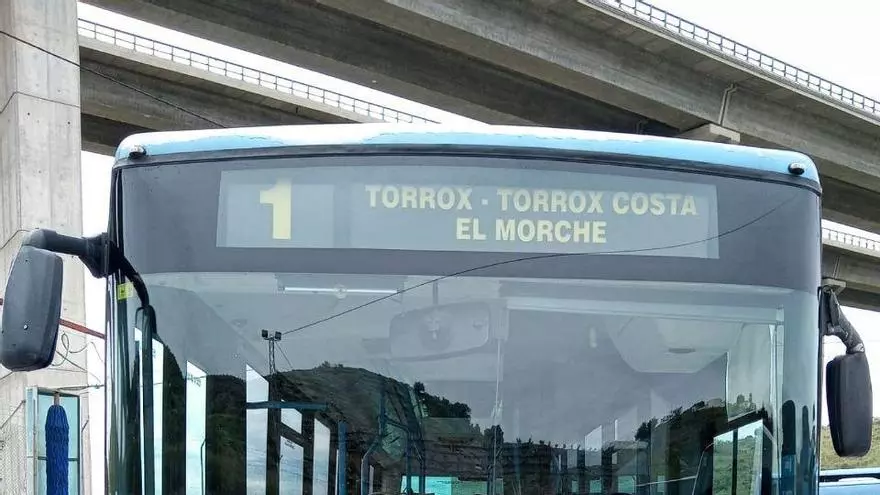 1 TORROX - TORROX COSTA
EL MORCHE